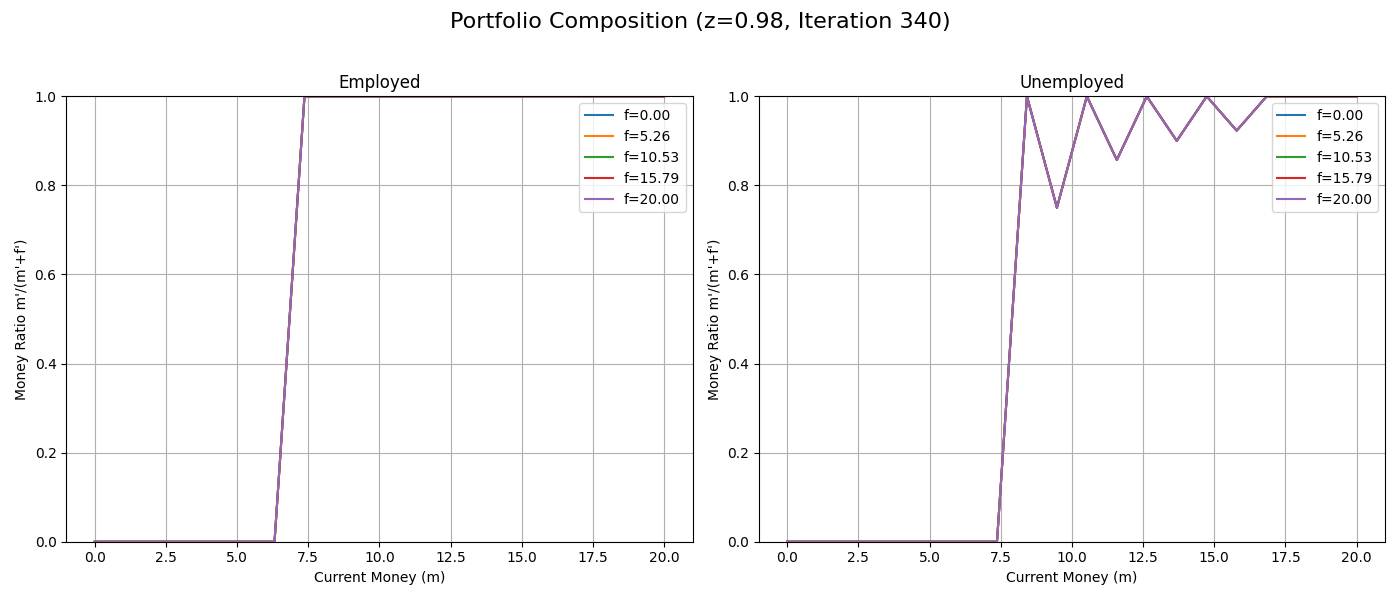 Portfolio Composition (z=0.98, Iteration 340)
Employed
Money Ratio m'/(m'+f')
1.0
0.8
0.6
0.4
0.2
0.0
f=0.00
f=5.26
f=10.53
f=15.79
f=20.00
0.0 2.5 5.0 7.5 10.0 12.5 15.0 17.5 20.0
Current Money (m)
Unemployed
Money Ratio m'/(m'+f')
1.0
0.8
0.6
0.4
0.2
0.0
f=0.00
f=5.26
f=10.53
f=15.79
f=20.00
0.0 2.5 5.0 7.5 10.0 12.5 15.0 17.5 20.0
Current Money (m)